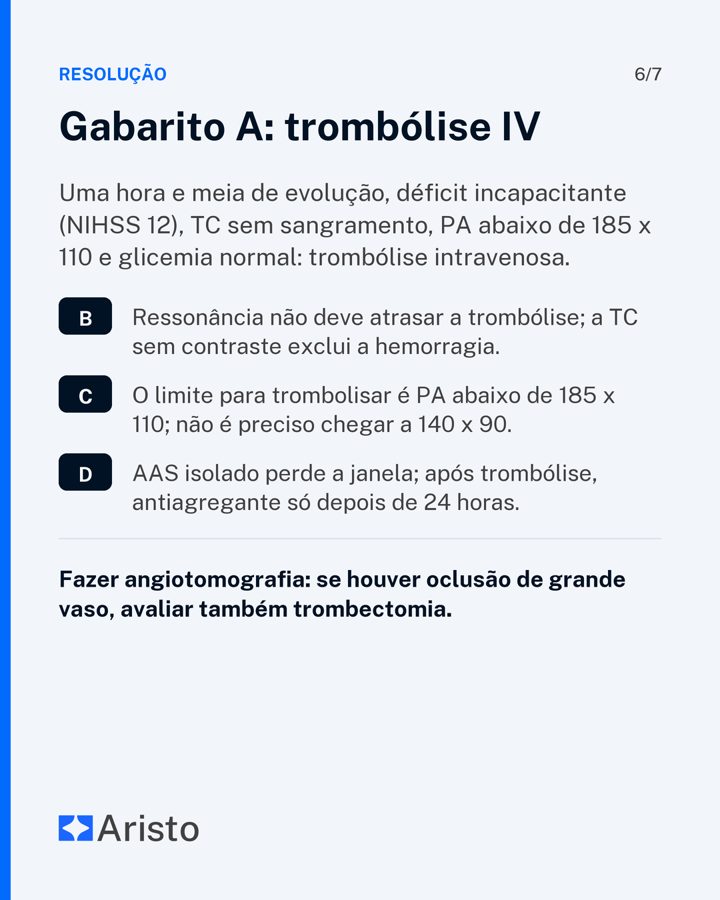 RESOLUÇÃO
6/7
Gabarito A: trombólise IV
Uma hora e meia de evolução, déficit incapacitante
(NIHSS 12), TC sem sangramento, PA abaixo de 185 x
110 e glicemia normal: trombólise intravenosa.
B
Ressonância não deve atrasar a trombólise; a TC
sem contraste exclui a hemorragia.
C
O limite para trombolisar é PA abaixo de 185 x
110; não é preciso chegar a 140 x 90.
D
AAS isolado perde a janela; após trombólise,
antiagregante só depois de 24 horas.
Fazer angiotomografia: se houver oclusão de grande
vaso, avaliar também trombectomia.
Aristo